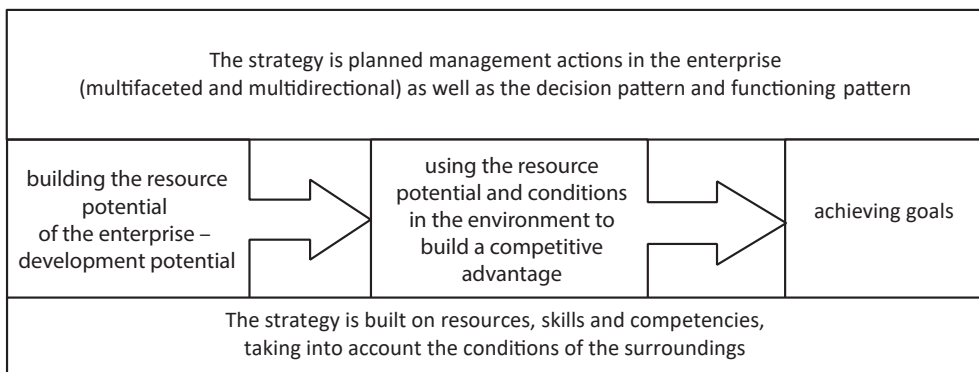 The strategy is planned management actions in the enterprise
(multifaceted and multidirectional) as well as the decision pattern and functioning pattern
building the resource
potential
of the enterprise –
development potential
using the resource
potential and conditions
in the environment to
build a competitive
advantage
achieving goals
The strategy is built on resources, skills and competencies,
taking into account the conditions of the surroundings